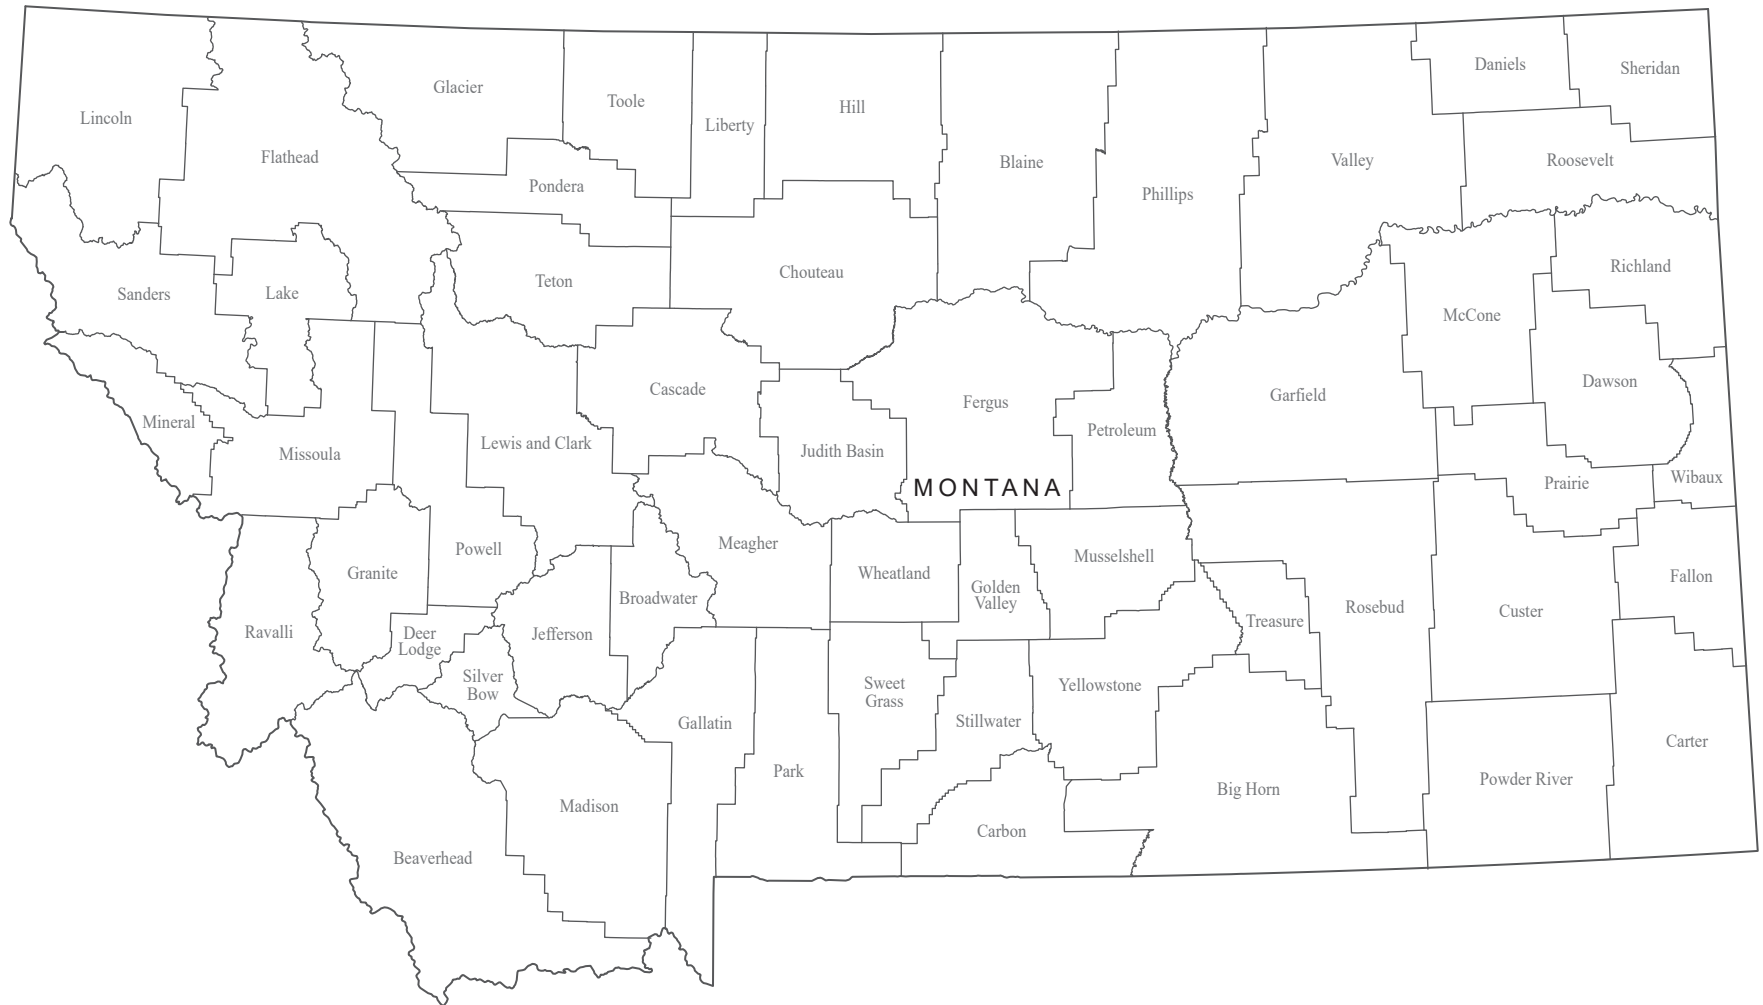 Daniels
Sheridan
Glacier
Toole
Hill
Lincoln
Liberty
Flathead
Blaine
Valley
Roosevelt
Pondera
Phillips
Chouteau
Richland
Teton
Sanders
Lake
McCone
Cascade
Dawson
Garfield
Fergus
Mineral
Petroleum
Lewis and Clark
Judith Basin
Missoula
Wibaux
Prairie
MONTANA
Meagher
Powell
Musselshell
Granite
Wheatland
Fallon
Golden
Valley
Broadwater
Rosebud
Custer
Treasure
Ravalli
Deer
Lodge
Jefferson
Silver
Bow
Sweet
Grass
Yellowstone
Gallatin
Stillwater
Carter
Park
Powder River
Big Horn
Madison
Carbon
Beaverhead